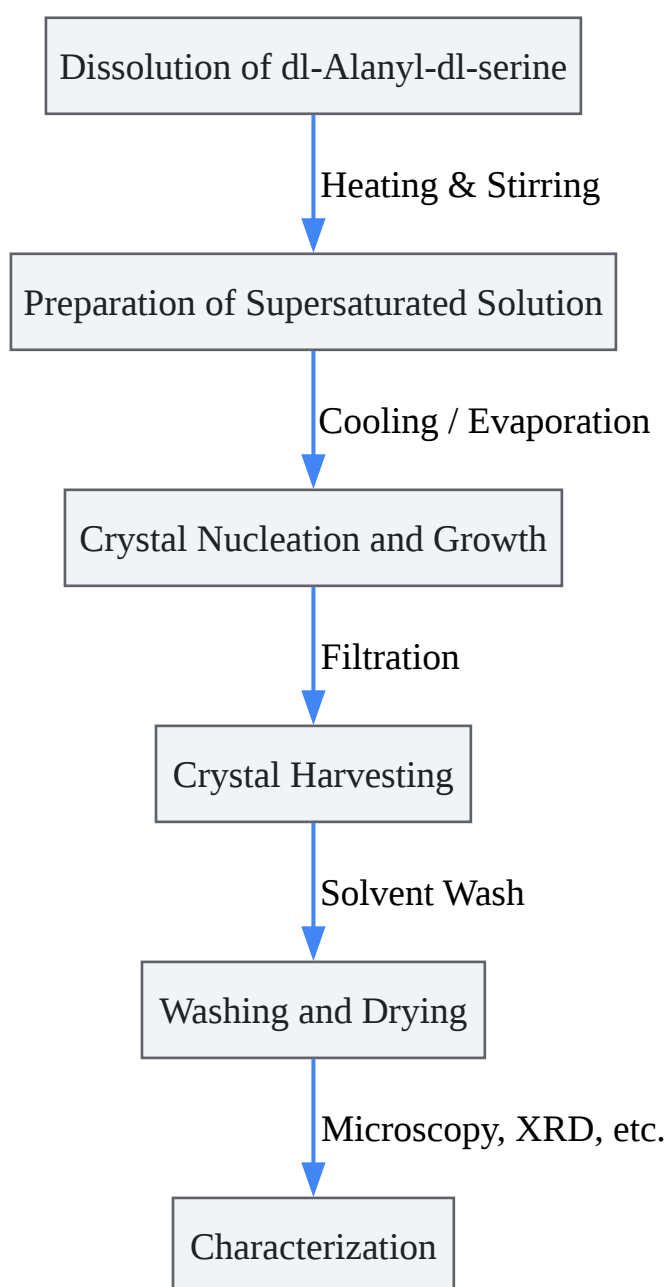 Dissolution of dl-Alanyl-dl-serine
Heating & Stirring
Preparation of Supersaturated Solution
Cooling / Evaporation
Crystal Nucleation and Growth
Filtration
Crystal Harvesting
Solvent Wash
Washing and Drying
Microscopy, XRD, etc.
Characterization